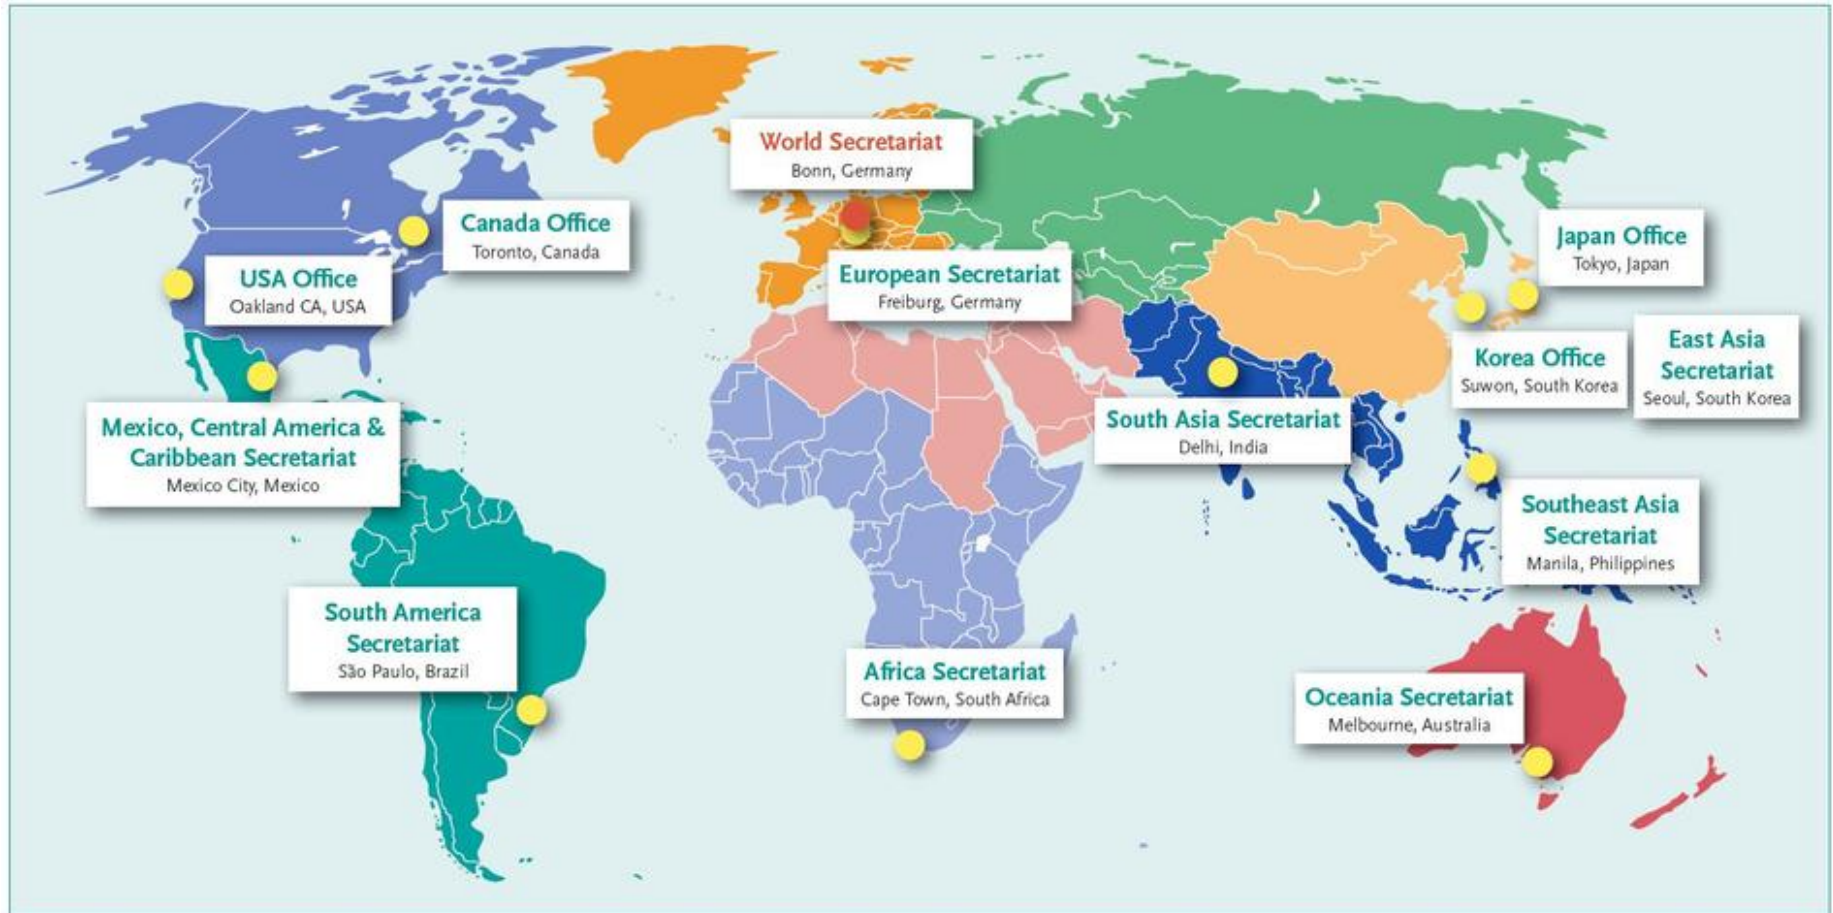 World Secretariat
Bonn, Germany
Canada Office
Toronto, Canada
Japan Office
Tokyo, Japan
USA Office
Oakland CA, USA
European Secretariat
Freiburg, Germany
East Asia
Secretariat
Seoul, South Korea
Korea Office
Suwon, South Korea
Mexico, Central America &
Caribbean Secretariat
Mexico City, Mexico
South Asia Secretariat
Delhi, India
Southeast Asia
Secretariat
Manila, Philippines
South America
Secretariat
São Paulo, Brazil
Africa Secretariat
Cape Town, South Africa
Oceania Secretariat
Melbourne, Australia